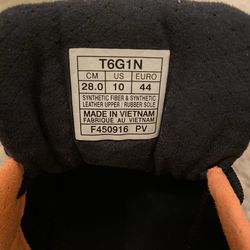 T6G1N
CM US EURO
28.0 10 44
SYNTHETIC FIBER & SYNTHETIC
LEATHER UPPER / RUBBER SOLE
MADE IN VIETNAM
FABRIQUE AU VIETNAM
F450916 PV